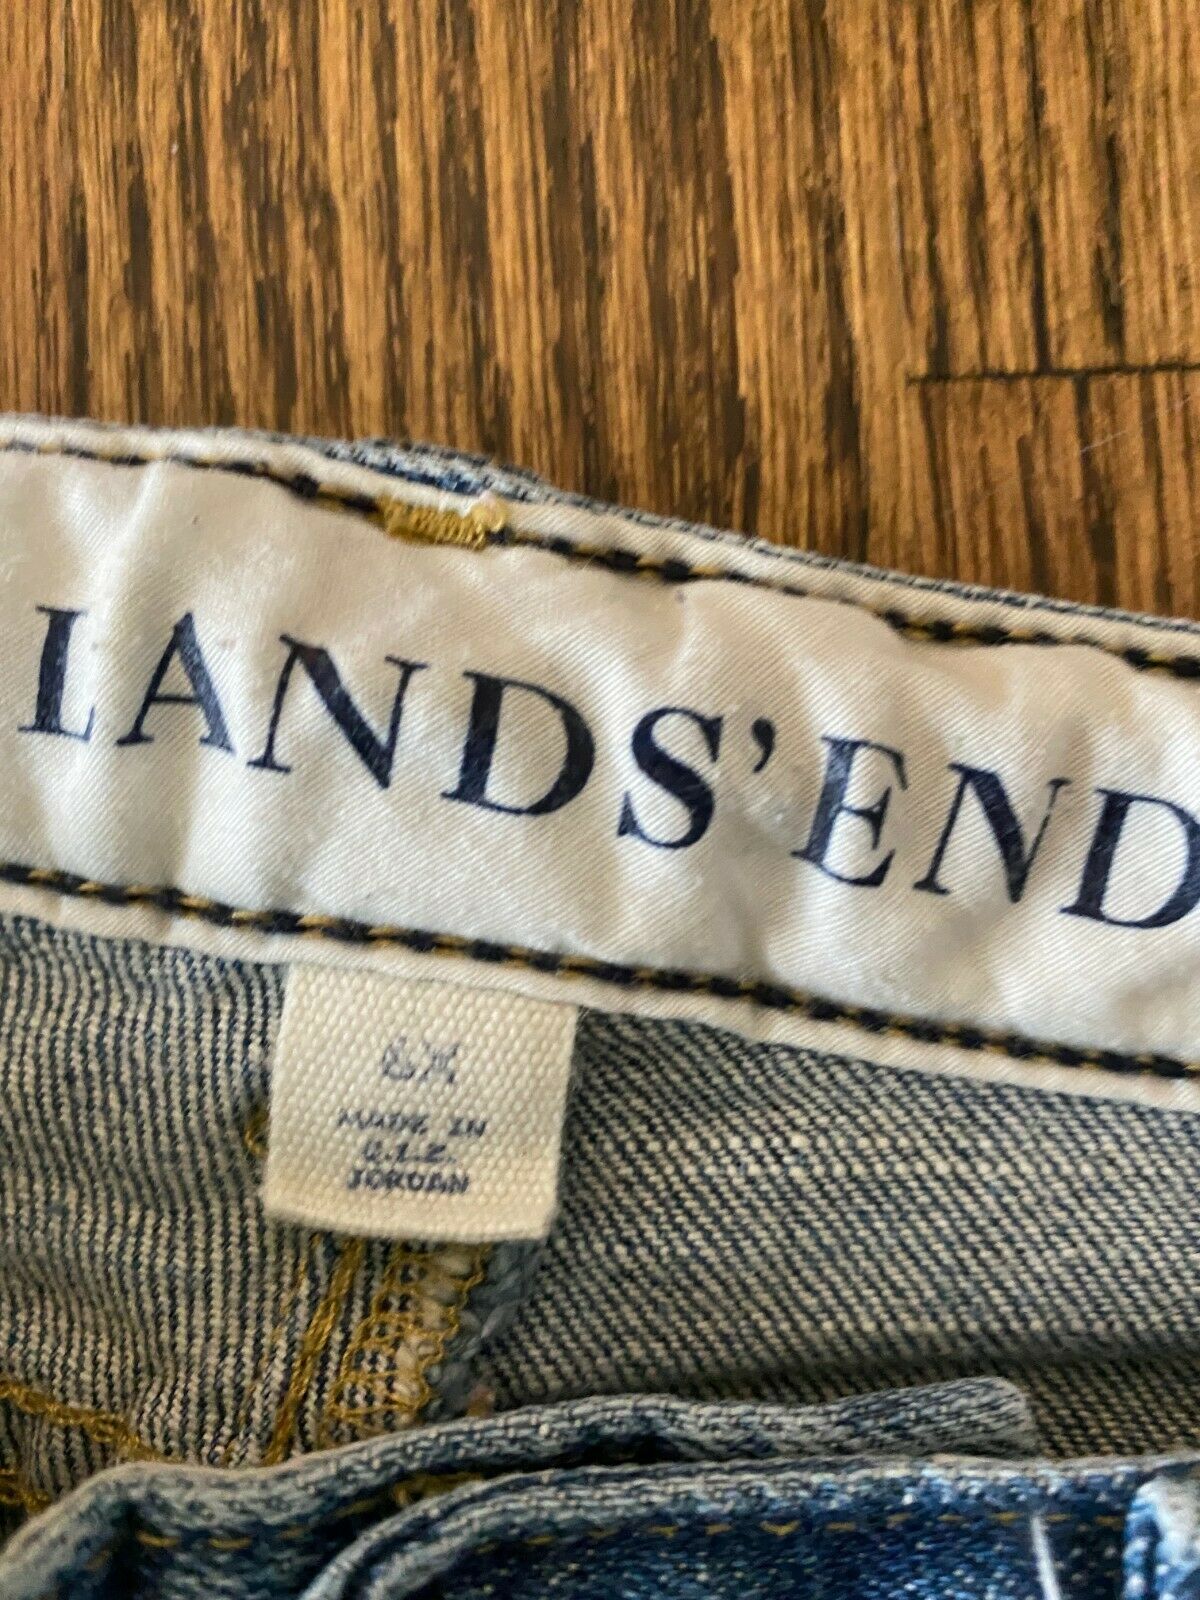 LANDS' END
6X
MADE IN
Q.I.Z.
JORDAN